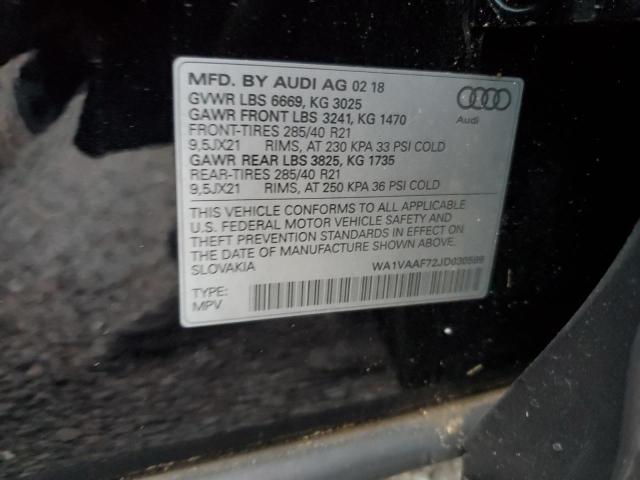 MFD. BY AUDI AG 02 18
GVWR LBS 6669, KG 3025
GAWR FRONT LBS 3241, KG 1470
FRONT-TIRES 285/40 R21
9,5JX21 RIMS, AT 230 KPA 33 PSI COLD
GAWR REAR LBS 3825, KG 1735
REAR-TIRES 285/40 R21
9,5JX21 RIMS, AT 250 KPA 36 PSI COLD
Audi
THIS VEHICLE CONFORMS TO ALL APPLICABLE
U.S. FEDERAL MOTOR VEHICLE SAFETY AND
THEFT PREVENTION STANDARDS IN EFFECT ON
THE DATE OF MANUFACTURE SHOWN ABOVE.
SLOVAKIA WA1VAAF72JD030599
TYPE:
MPV